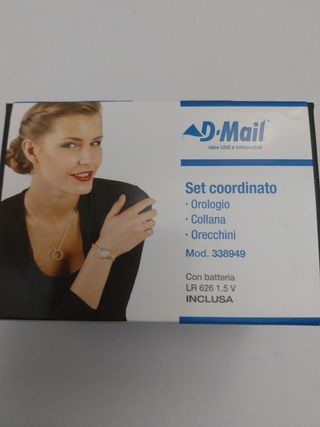 D-Mail
Idee Utili e Introvabili
Set coordinato
· Orologio
· Collana
· Orecchini
Mod. 338949
Con batteria
LR 626 1.5 V
INCLUSA